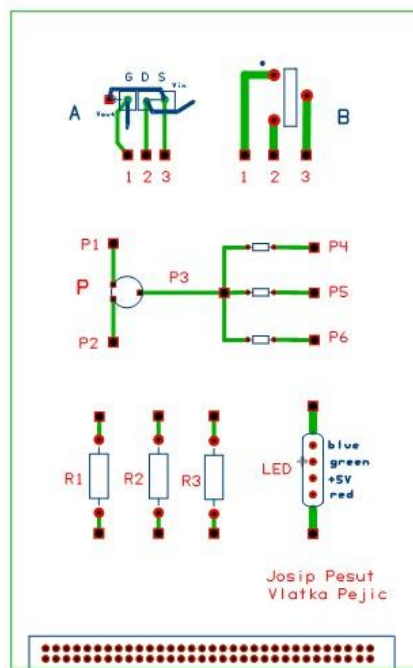 G D S
Vin
A
Vout
B
1 2 3
1 2 3
P1
P4
P
P3
P5
P2
P6
R1 R2 R3
LED
blue
green
+5V
red
Josip Pesut
Vlatka Pejic